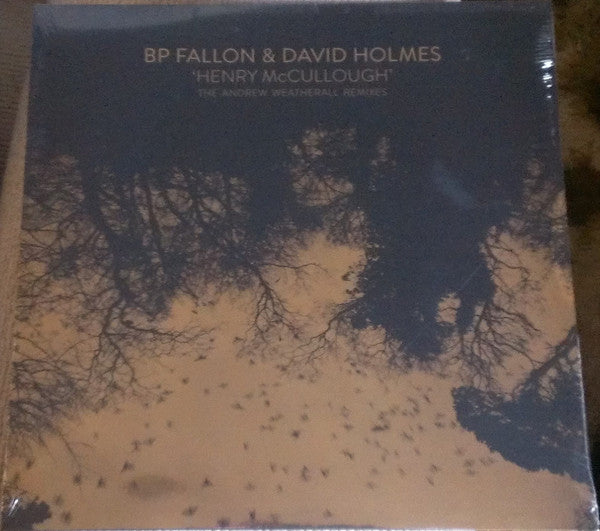 BP FALLON & DAVID HOLMES
‘HENRY McCULLOUGH’
THE ANDREW WEATHERALL REMIXES